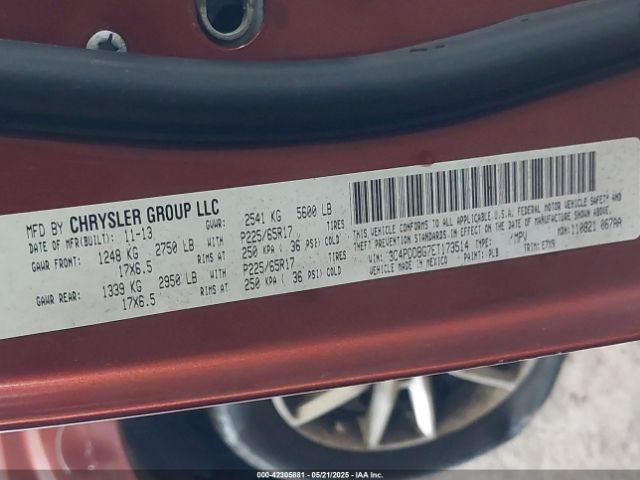 MFD BY CHRYSLER GROUP LLC GVWR: 2541 KG 5600 LB
DATE OF MFR(BUILT): 11-13
GAWR FRONT: 1248 KG 2750 LB WITH P225/65R17 TIRES
17X6.5 RIMS AT 250 KPA ( 36 PSI) COLD
GAWR REAR: 1339 KG 2950 LB WITH P225/65R17 TIRES
17X6.5 RIMS AT 250 KPA ( 36 PSI) COLD
THIS VEHICLE CONFORMS TO ALL APPLICABLE U.S.A. FEDERAL MOTOR VEHICLE SAFETY AND
THEFT PREVENTION STANDARDS IN EFFECT ON THE DATE OF MANUFACTURE SHOWN ABOVE.
VIN: 3C4PDDBG7ET173514 TYPE: MPV MDH: 110821 067AA
MADE IN MEXICO PAINT: PLB TRIM:
000-42305881 - 05/21/2025 - IAA Inc.